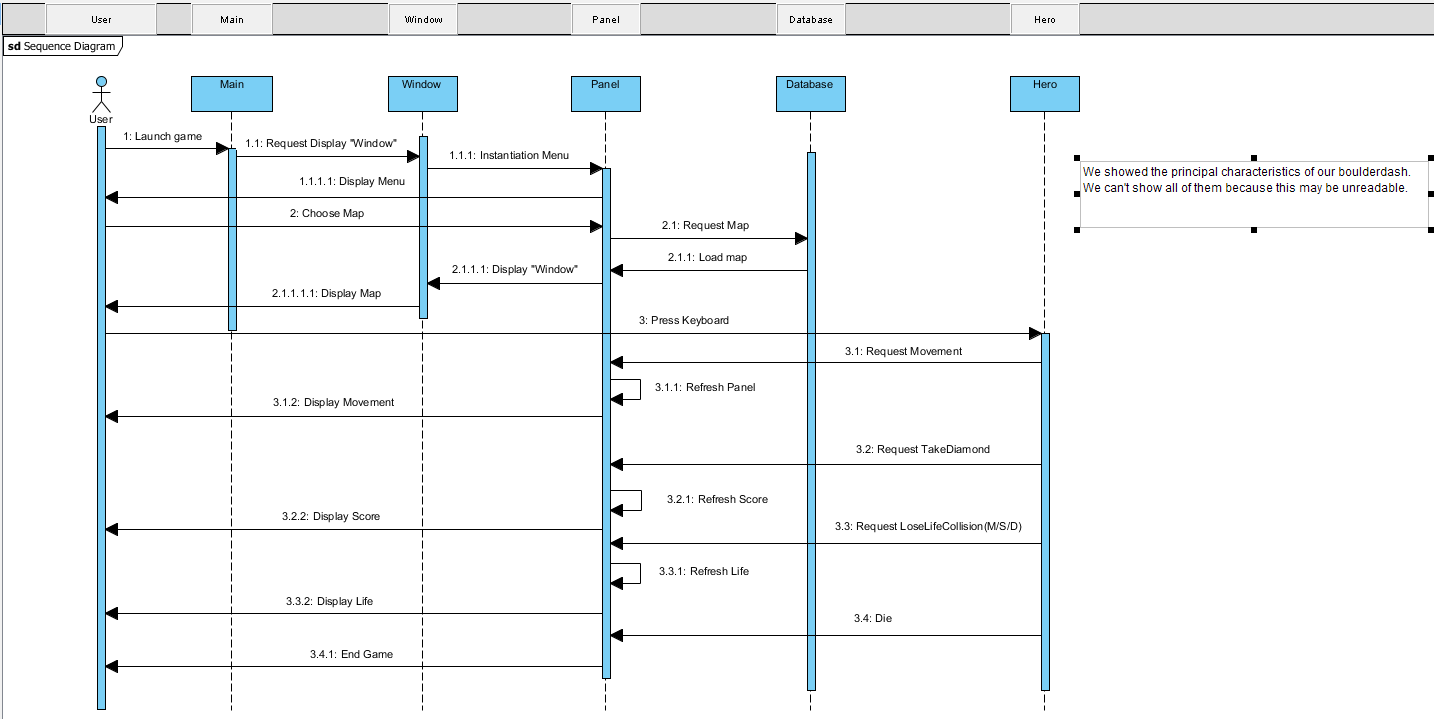 User Main Window Panel Database Hero
sd Sequence Diagram
Main Window Panel Database Hero
User
1: Launch game
1.1: Request Display "Window"
1.1.1: Instantiation Menu
We showed the principal characteristics of our boulderdash.
We can't show all of them because this may be unreadable.
1.1.1.1: Display Menu
2: Choose Map
2.1: Request Map
2.1.1: Load map
2.1.1.1: Display "Window"
2.1.1.1.1: Display Map
3: Press Keyboard
3.1: Request Movement
3.1.1: Refresh Panel
3.1.2: Display Movement
3.2: Request TakeDiamond
3.2.1: Refresh Score
3.2.2: Display Score
3.3: Request LoseLifeCollision(M/S/D)
3.3.1: Refresh Life
3.3.2: Display Life
3.4: Die
3.4.1: End Game